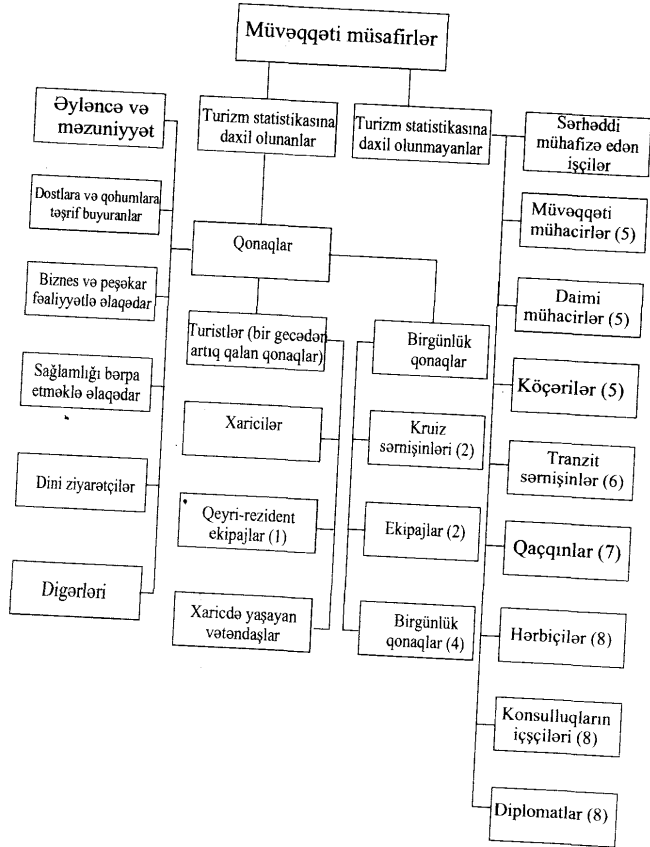 Müvəqqəti müsafirlər
Turizm statistikasına
daxil olunanlar
Turizm statistikasına
daxil olunmayanlar
Əyləncə və
məzuniyyət
Dostlara və qohumlara
təşrif buyuranlar
Biznes və peşəkar
fəaliyyətlə əlaqədar
Sağlamlığı bərpa
etməklə əlaqədar
Dini ziyarətçilər
Digərləri
Qonaqlar
Turistlər (bir gecədən
artıq qalan qonaqlar)
Xaricilər
Qeyri-rezident
ekipajlar (1)
Xaricdə yaşayan
vətəndaşlar
Birgünlük
qonaqlar
Kruiz
sərnişinləri (2)
Ekipajlar (2)
Birgünlük
qonaqlar (4)
Sərhəddi
mühafizə edən
işçilər
Müvəqqəti
mühacirlər (5)
Daimi
mühacirlər (5)
Köçərilər (5)
Tranzit
sərnişinlər (6)
Qaçqınlar (7)
Hərbiçilər (8)
Konsulluqların
içşçiləri (8)
Diplomatlar (8)